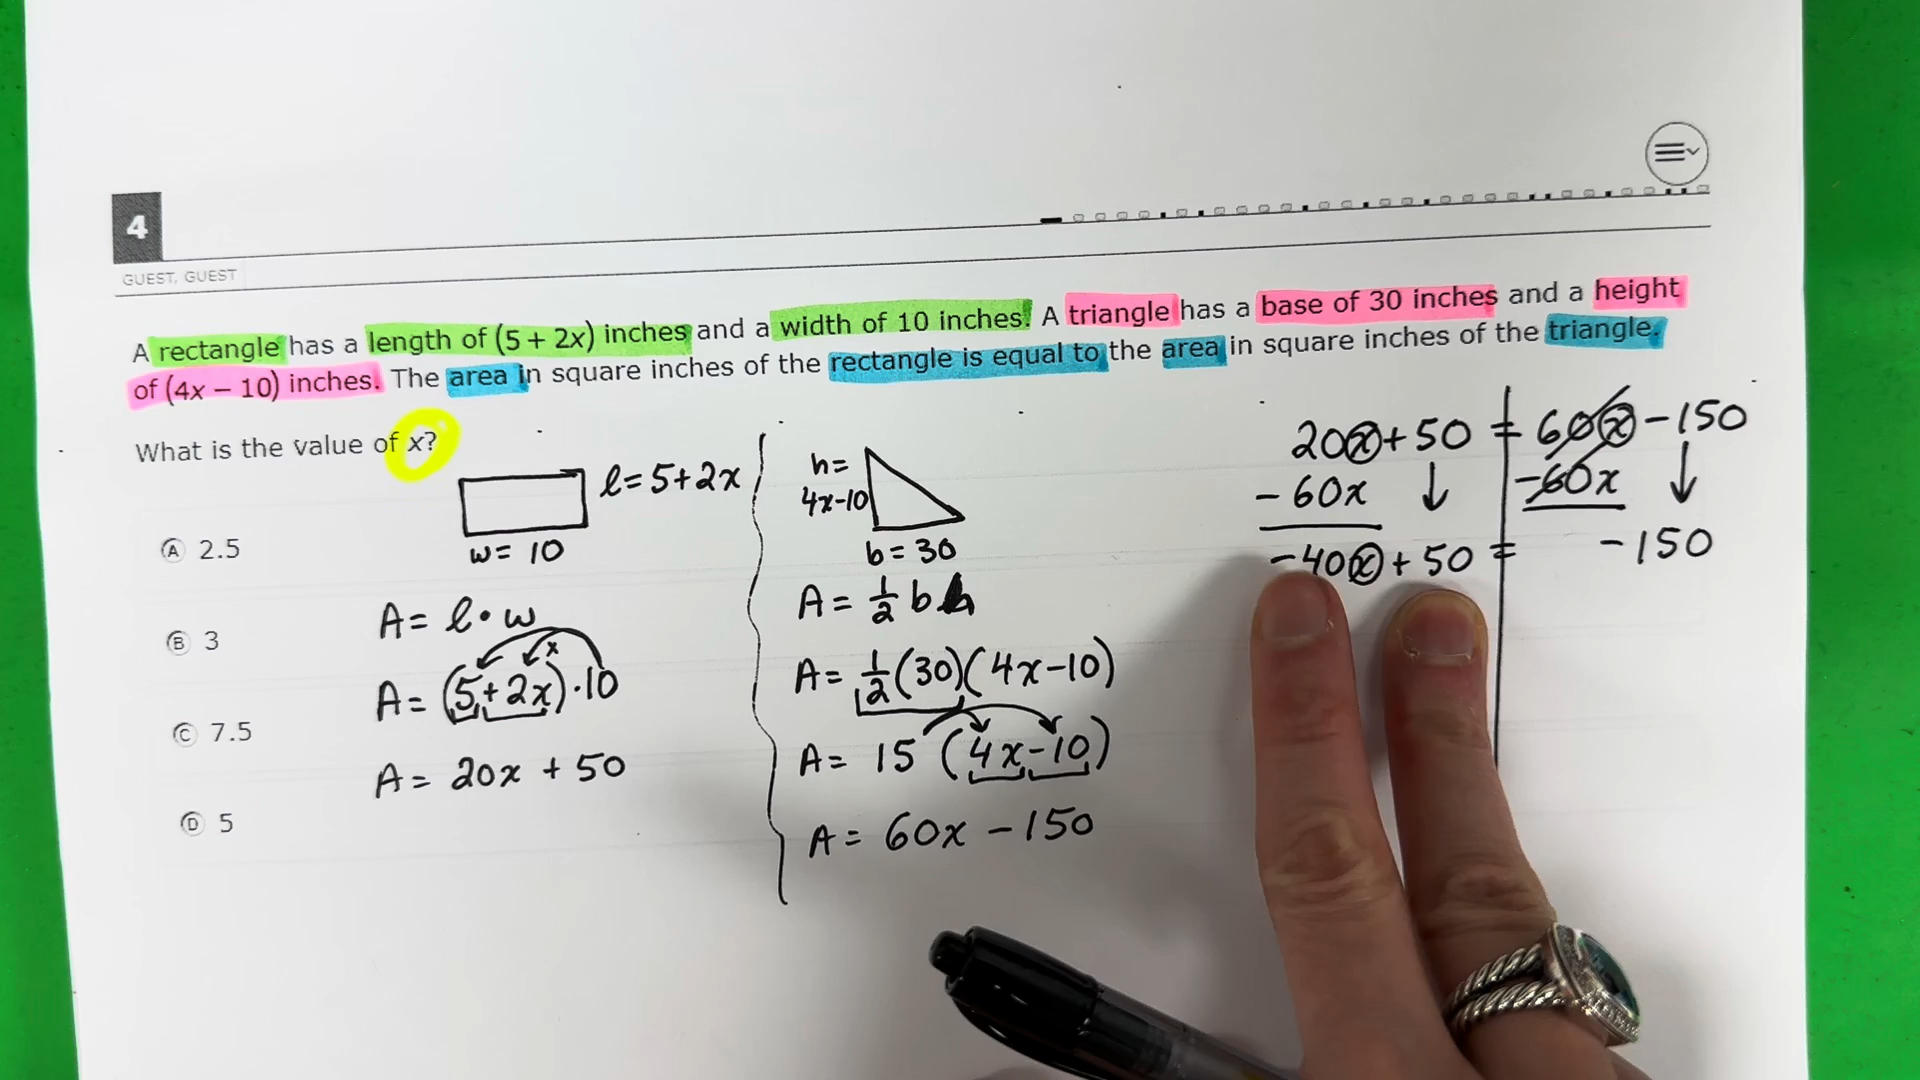 4
GUEST, GUEST
A rectangle has a length of (5 + 2x) inches and a width of 10 inches. A triangle has a base of 30 inches and a height
of (4x – 10) inches. The area in square inches of the rectangle is equal to the area in square inches of the triangle.
What is the value of x?
A 2.5
B 3
C 7.5
D 5
l = 5+2x
w = 10
A = l • w
A = (5+2x)·10
x
A = 20x + 50
h =
4x-10
b = 30
A = 1/2 b h
A = 1/2 (30)(4x-10)
A = 15 (4x-10)
A = 60x - 150
20x + 50 = 60x - 150
- 60x -60x
-40x + 50 = -150